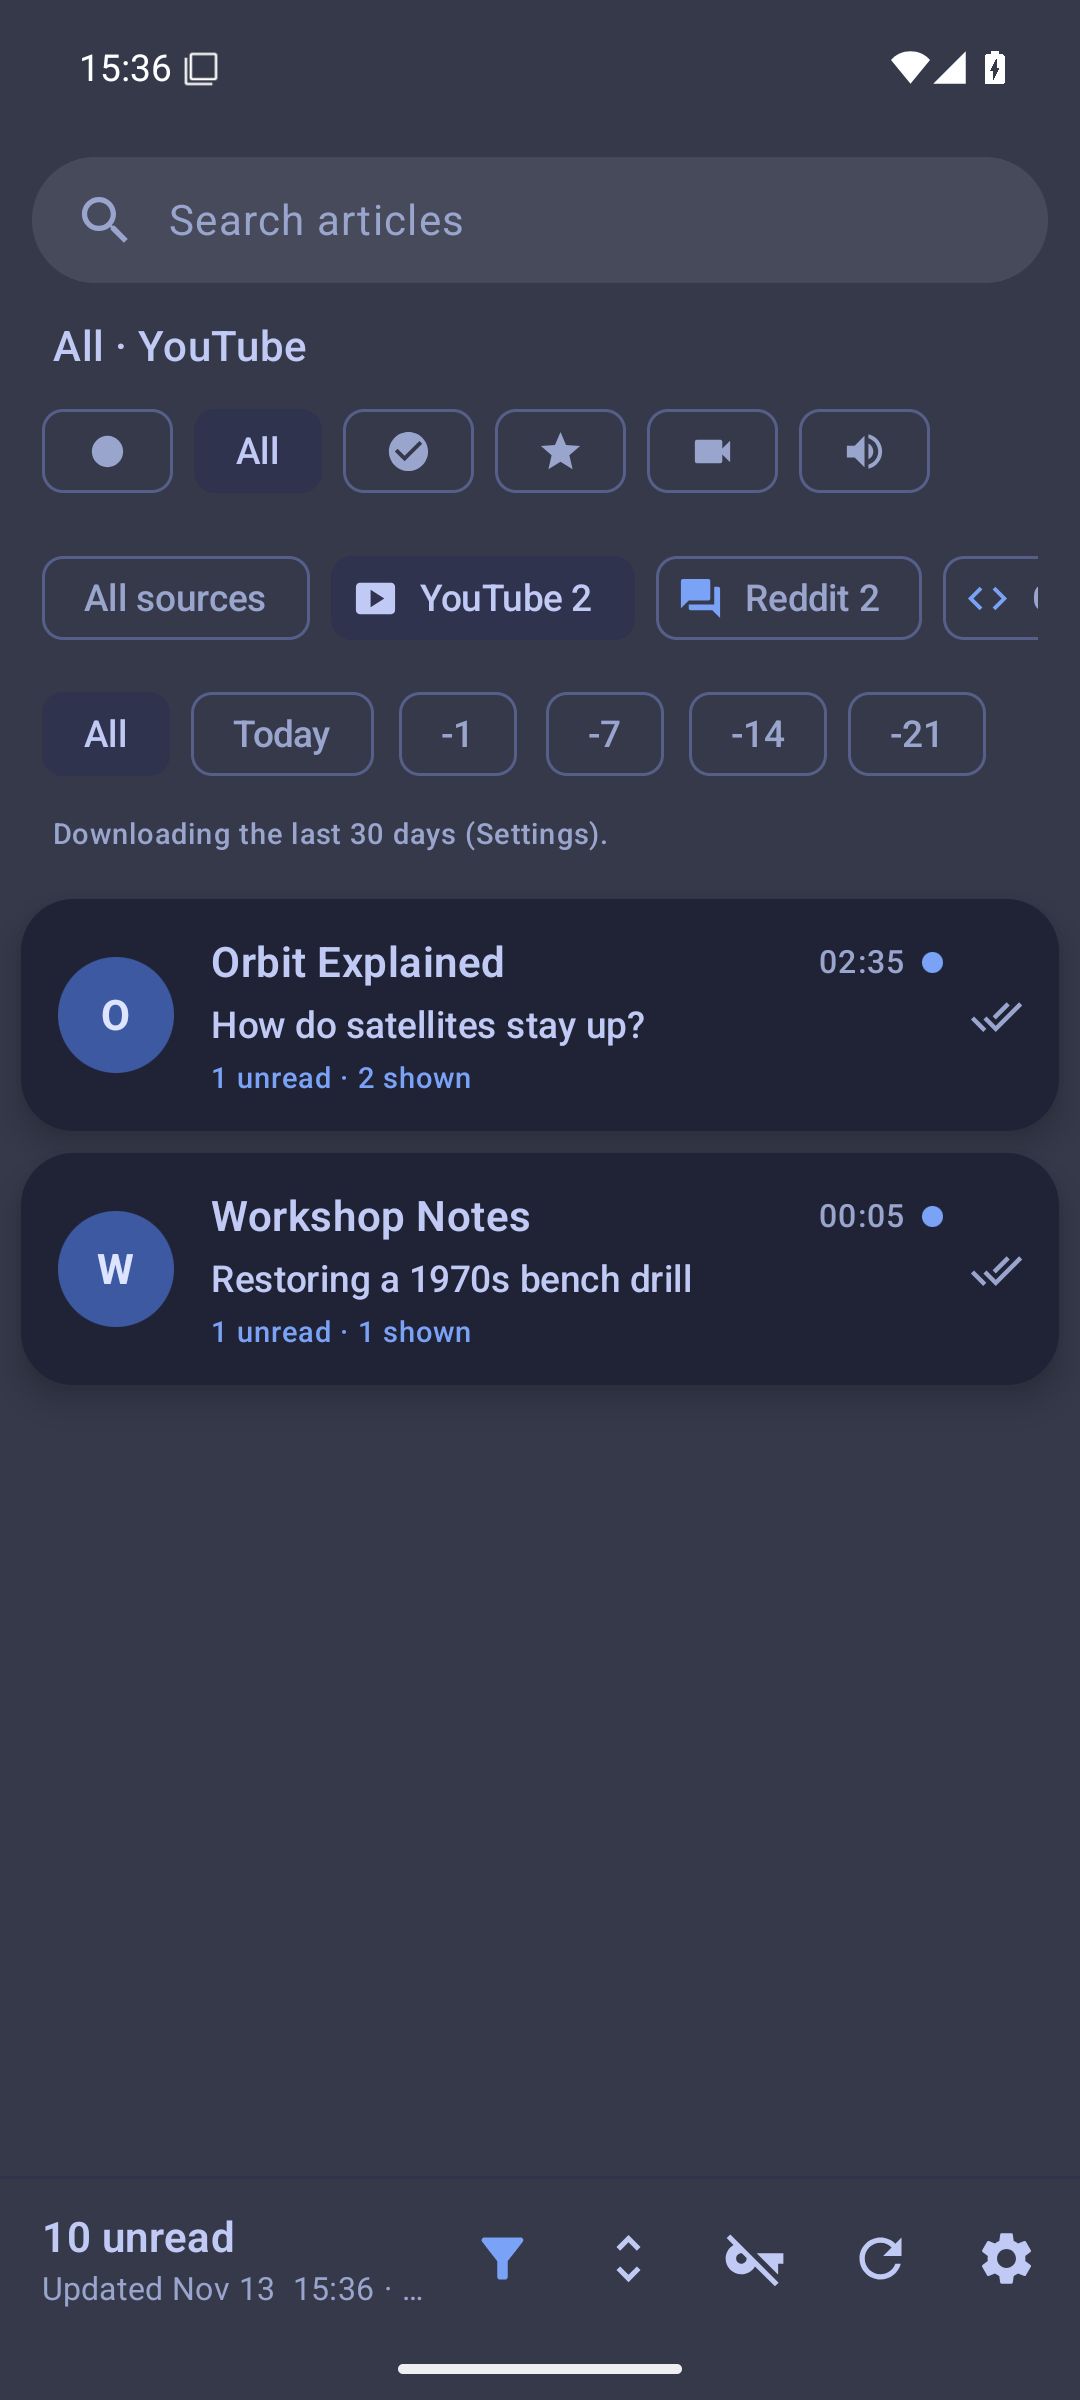 15:36
Search articles
All · YouTube
All
All sources
YouTube 2
Reddit 2
All
Today
-1
-7
-14
-21
Downloading the last 30 days (Settings).
O
Orbit Explained
02:35
How do satellites stay up?
1 unread · 2 shown
W
Workshop Notes
00:05
Restoring a 1970s bench drill
1 unread · 1 shown
10 unread
Updated Nov 13 15:36 · …